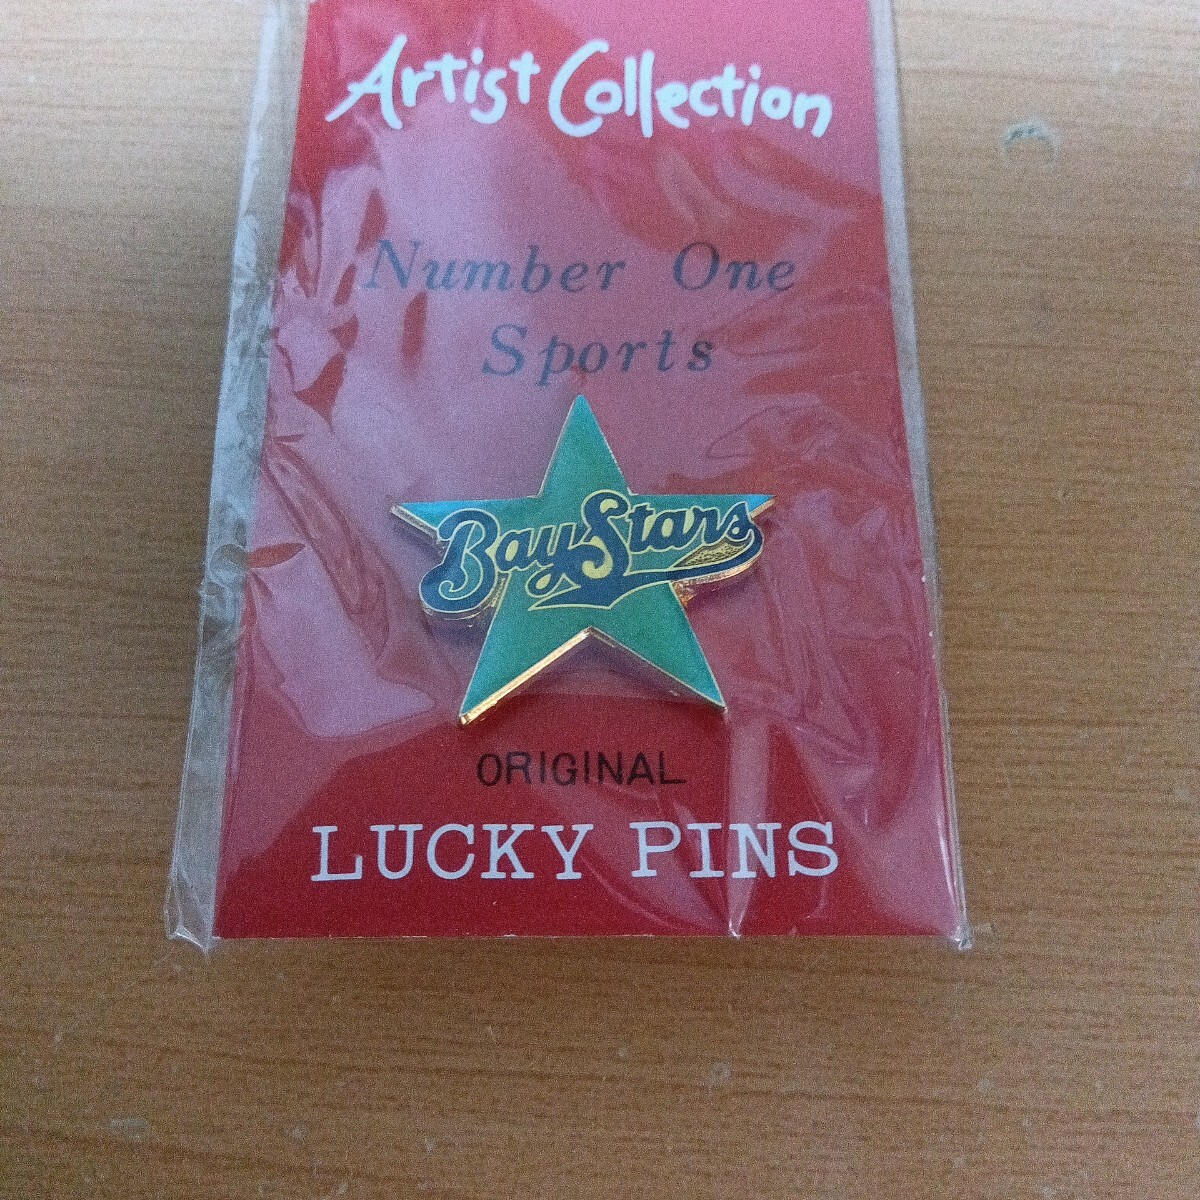 Artist Collection
Number One
Sports
BayStars
ORIGINAL
LUCKY PINS